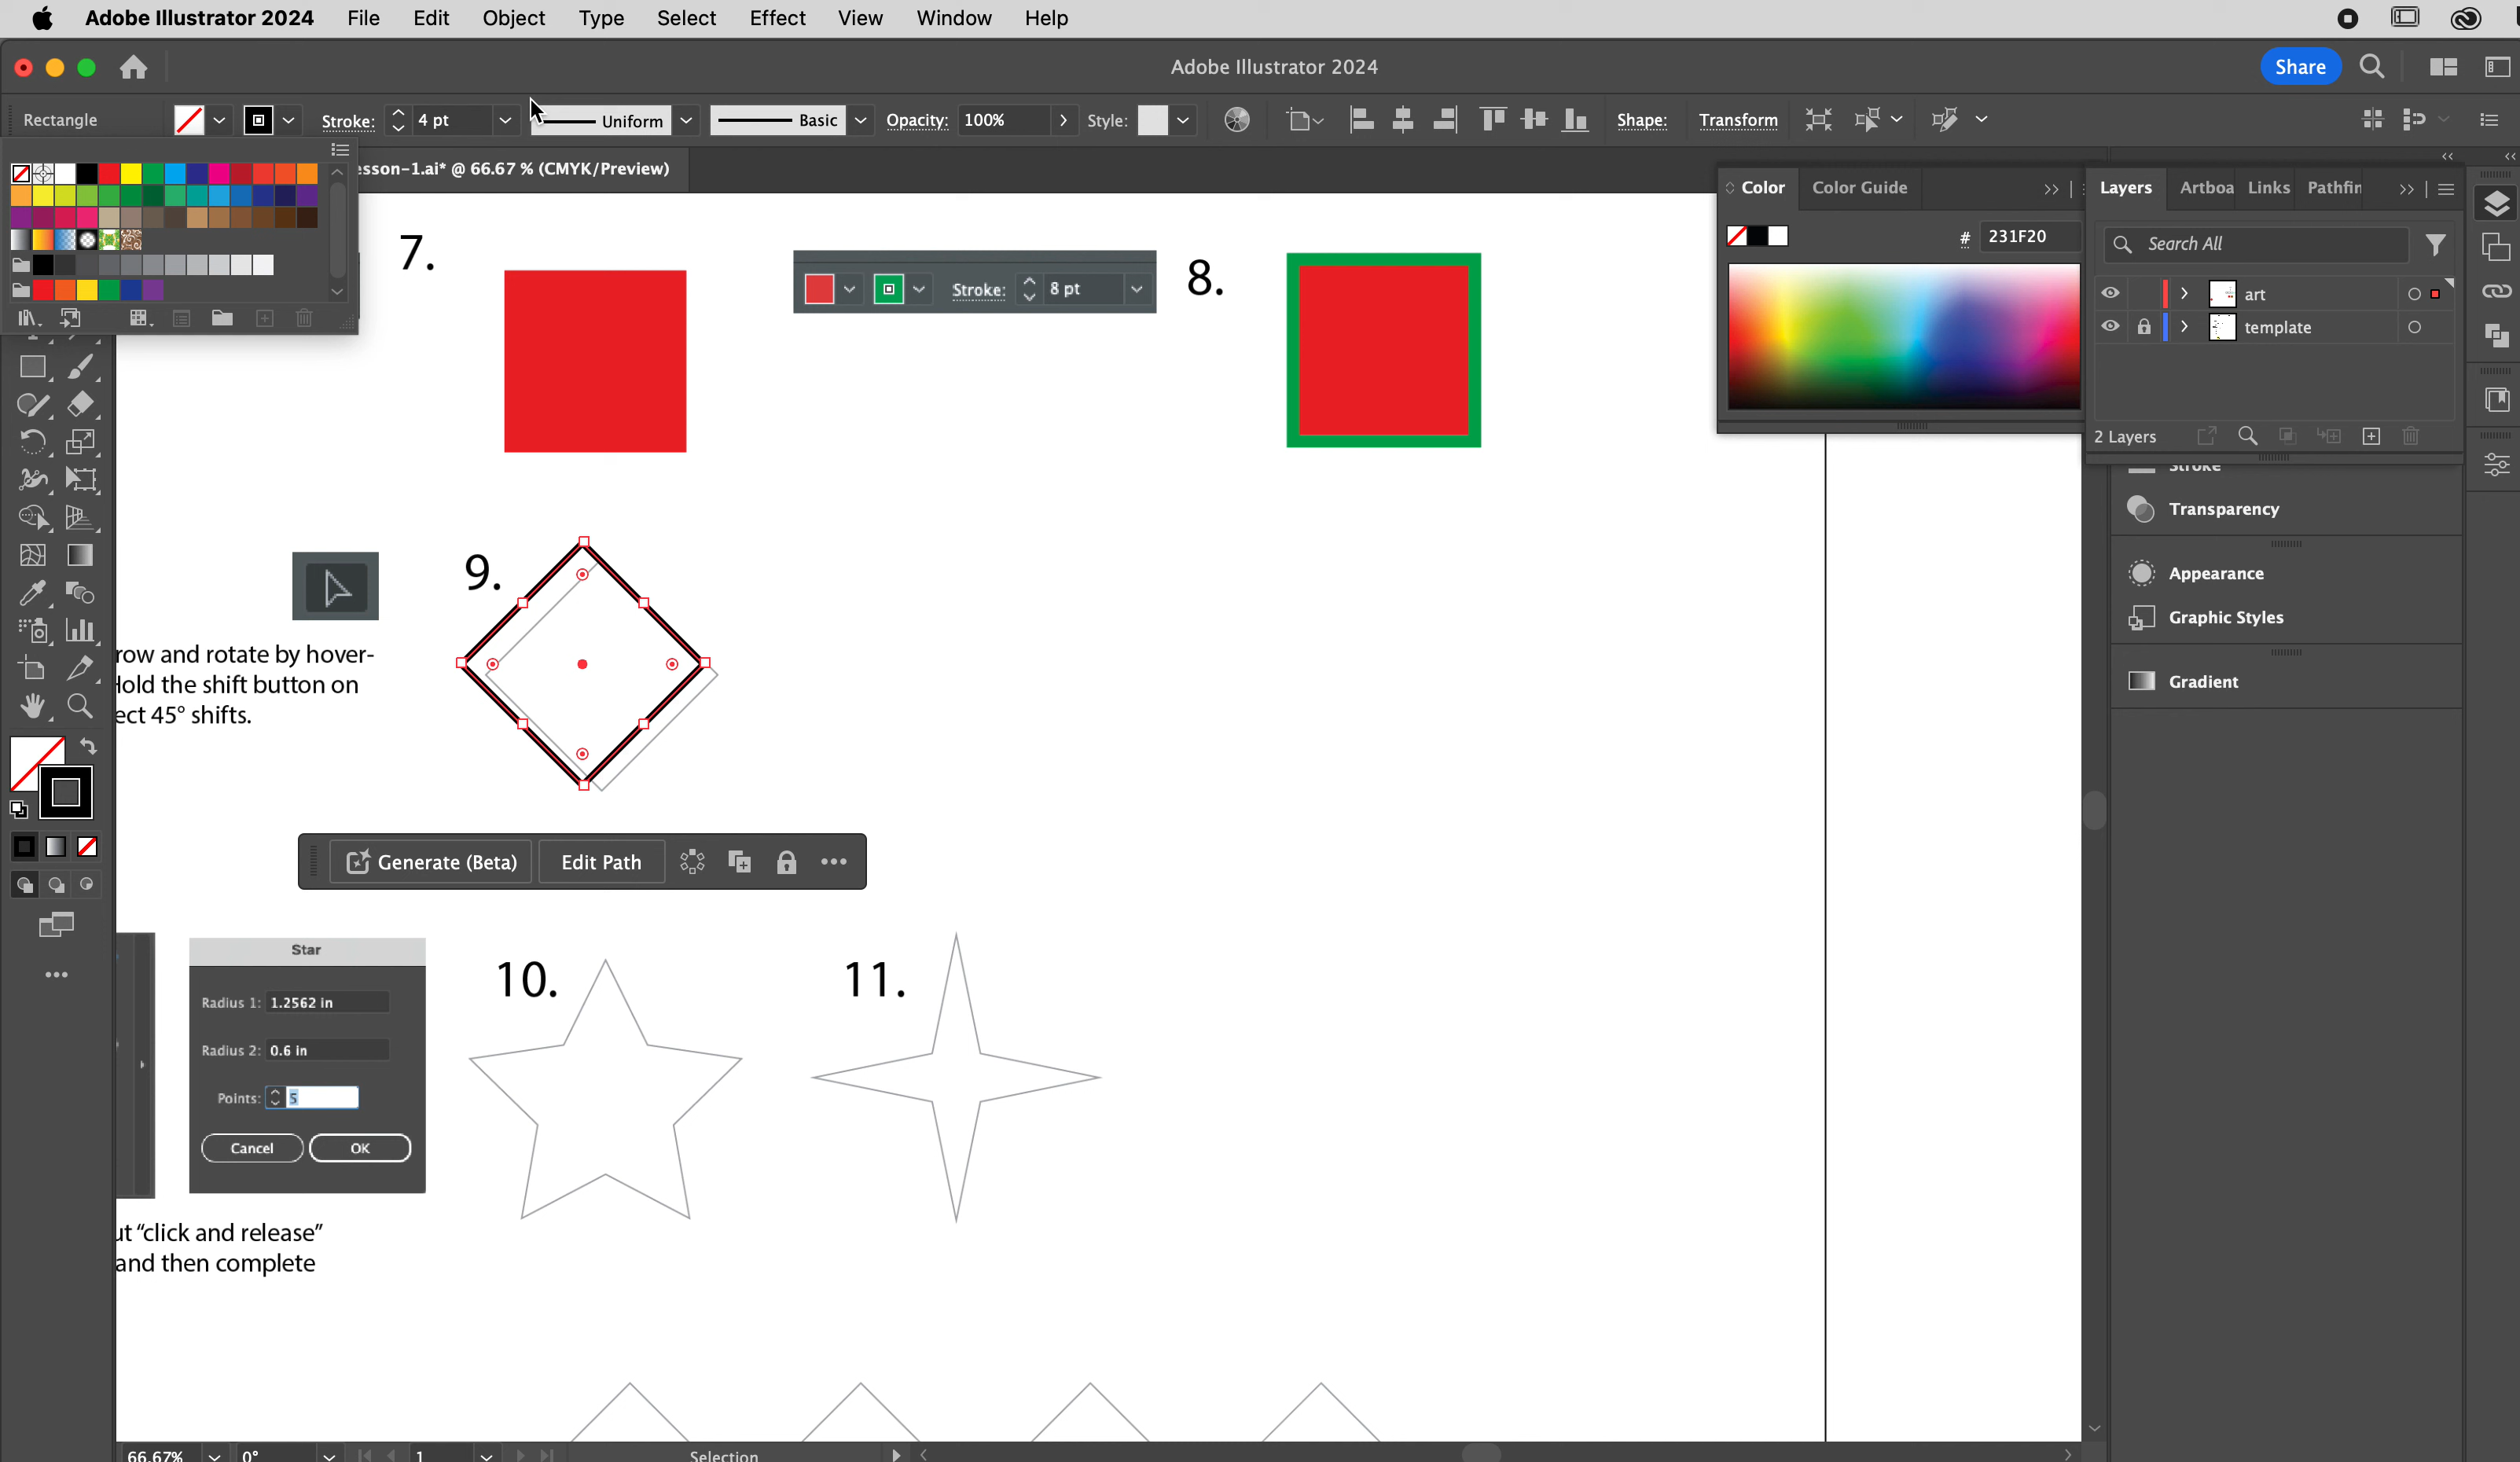 Adobe Illustrator 2024 File Edit Object Type Select Effect View Window Help
Adobe Illustrator 2024
Share
Rectangle Stroke: 4 pt Uniform Basic Opacity: 100% Style: Shape: Transform
esson-1.ai* @ 66.67 % (CMYK/Preview)
Color Color Guide
Layers Artboa Links Pathfin
# 231F20
Search All
art
template
2 Layers
Stroke
Transparency
Appearance
Graphic Styles
Gradient
7.
Stroke: 8 pt
8.
9.
row and rotate by hover-
Hold the shift button on
ect 45° shifts.
Generate (Beta) Edit Path
Star
Radius 1: 1.2562 in
Radius 2: 0.6 in
Points: 5
Cancel OK
10.
11.
ut “click and release”
and then complete
66.67% 0° 1 Selection